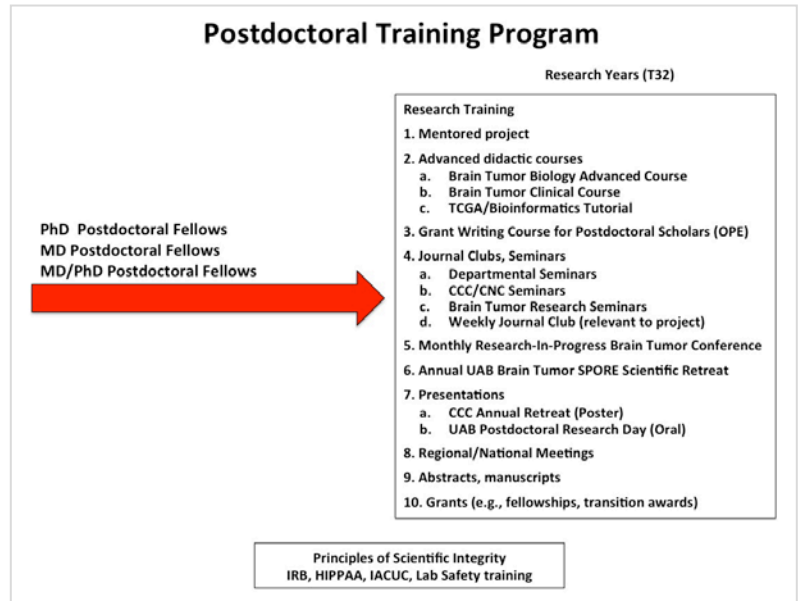 Postdoctoral Training Program
Research Years (T32)
PhD  Postdoctoral Fellows
MD Postdoctoral Fellows
MD/PhD Postdoctoral Fellows
Research Training
1. Mentored project
2. Advanced didactic courses
a. Brain Tumor Biology Advanced Course
b. Brain Tumor Clinical Course
c. TCGA/Bioinformatics Tutorial
3. Grant Writing Course for Postdoctoral Scholars (OPE)
4. Journal Clubs, Seminars
a. Departmental Seminars
b. CCC/CNC Seminars
c. Brain Tumor Research Seminars
d. Weekly Journal Club (relevant to project)
5. Monthly Research-In-Progress Brain Tumor Conference
6. Annual UAB Brain Tumor SPORE Scientific Retreat
7. Presentations
a. CCC Annual Retreat (Poster)
b. UAB Postdoctoral Research Day (Oral)
8. Regional/National Meetings
9. Abstracts, manuscripts
10. Grants (e.g., fellowships, transition awards)
Principles of Scientific Integrity
IRB, HIPPAA, IACUC, Lab Safety training